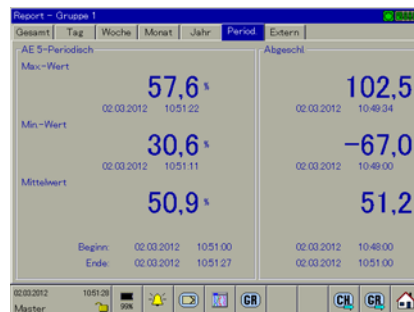 Report - Gruppe 1
Gesamt Tag Woche Monat Jahr Period. Extern
AE 5-Periodisch Abgeschl.
Max-Wert
57,6 % 102,5
02.03.2012 10:51:22 10:49:34
Min-Wert
30,6 % -67,0
02.03.2012 10:51:11 02.03.2012 10:49:00
Mittelwert
50,9 % 51,2
Beginn: 02.03.2012 10:51:00 02.03.2012 10:48:00
Ende: 02.03.2012 10:51:27 02.03.2012 10:51:00
02.03.2012 10:51:28
Master 99% GR CH GR